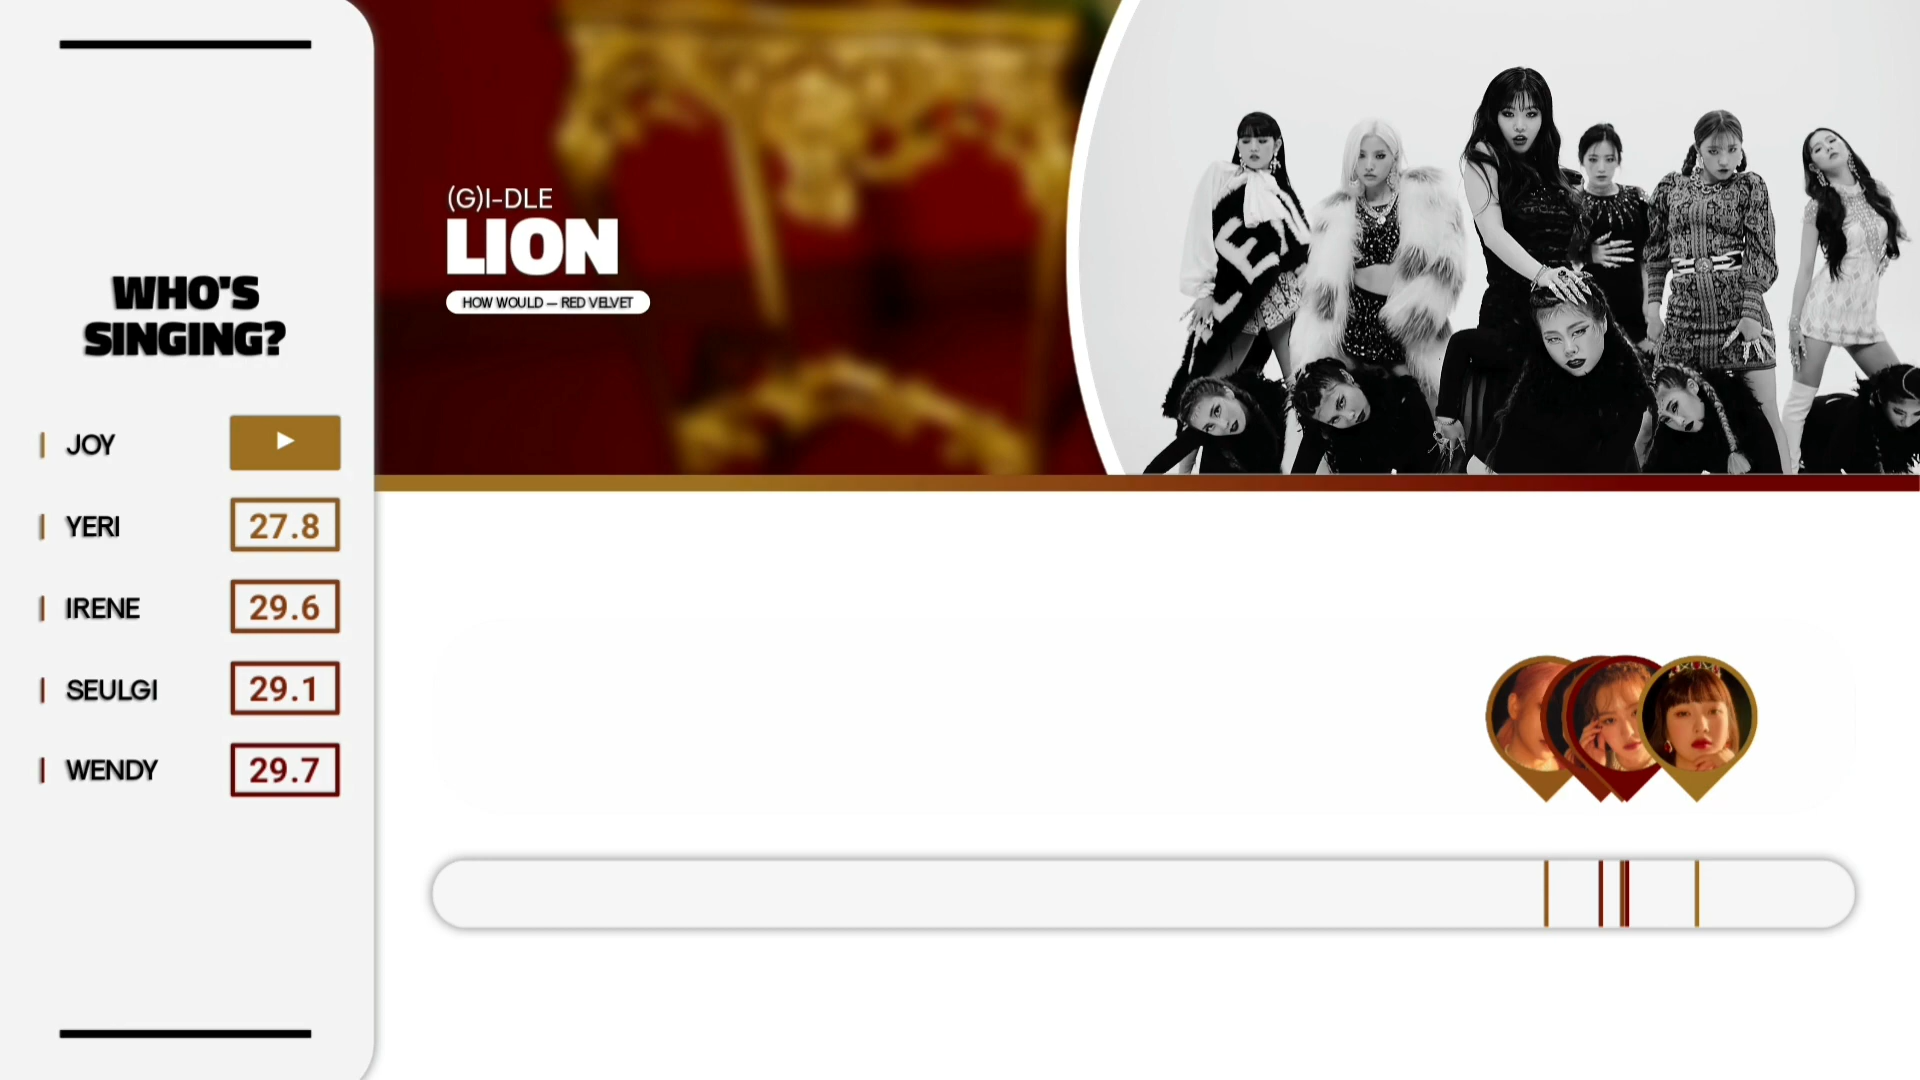 WHO'S
SINGING?
JOY
YERI 27.8
IRENE 29.6
SEULGI 29.1
WENDY 29.7
(G)I-DLE
LION
HOW WOULD – RED VELVET